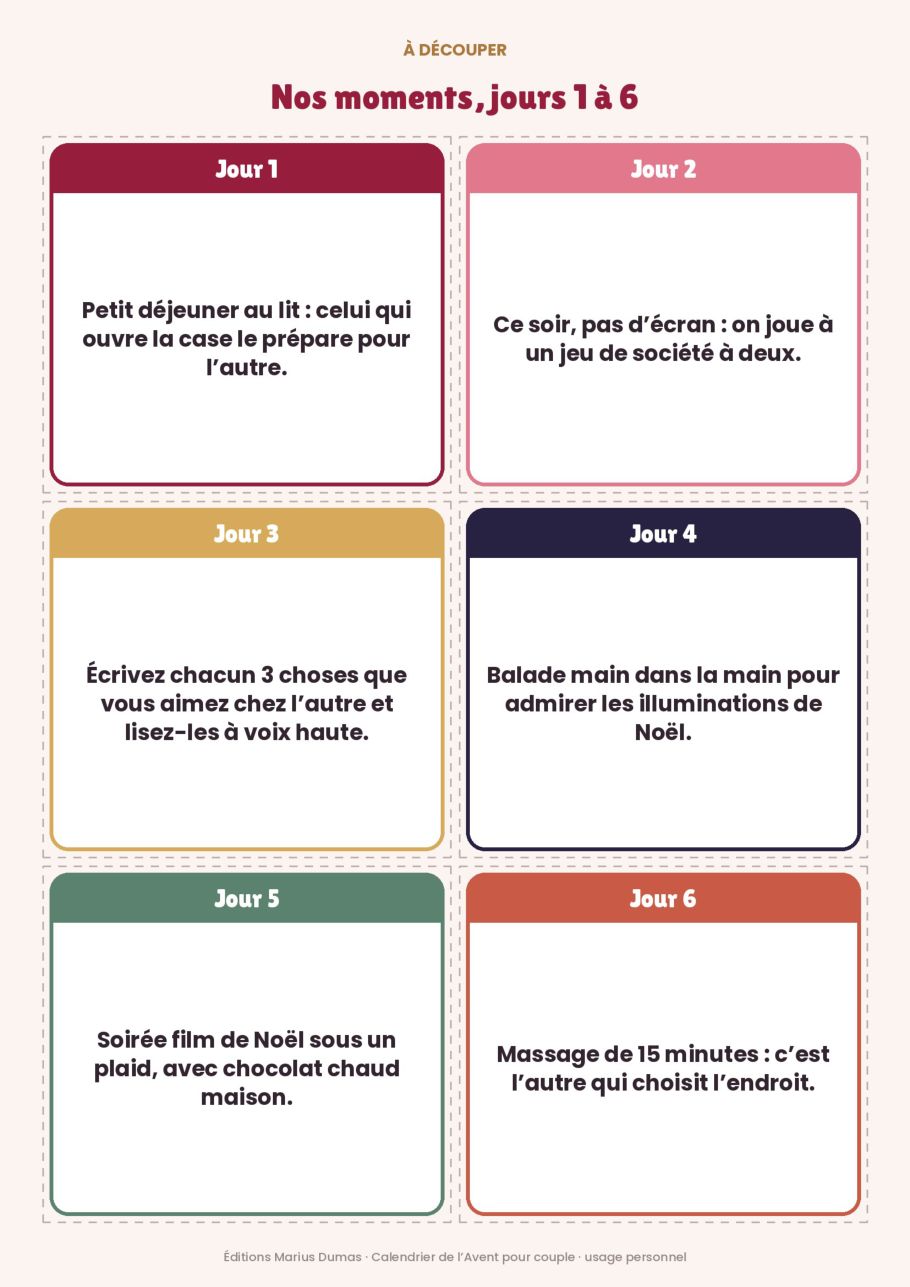 À DÉCOUPER
Nos moments, jours 1 à 6
Jour 1
Petit déjeuner au lit : celui qui
ouvre la case le prépare pour
l’autre.
Jour 2
Ce soir, pas d’écran : on joue à
un jeu de société à deux.
Jour 3
Écrivez chacun 3 choses que
vous aimez chez l’autre et
lisez-les à voix haute.
Jour 4
Balade main dans la main pour
admirer les illuminations de
Noël.
Jour 5
Soirée film de Noël sous un
plaid, avec chocolat chaud
maison.
Jour 6
Massage de 15 minutes : c’est
l’autre qui choisit l’endroit.
Éditions Marius Dumas · Calendrier de l’Avent pour couple · usage personnel